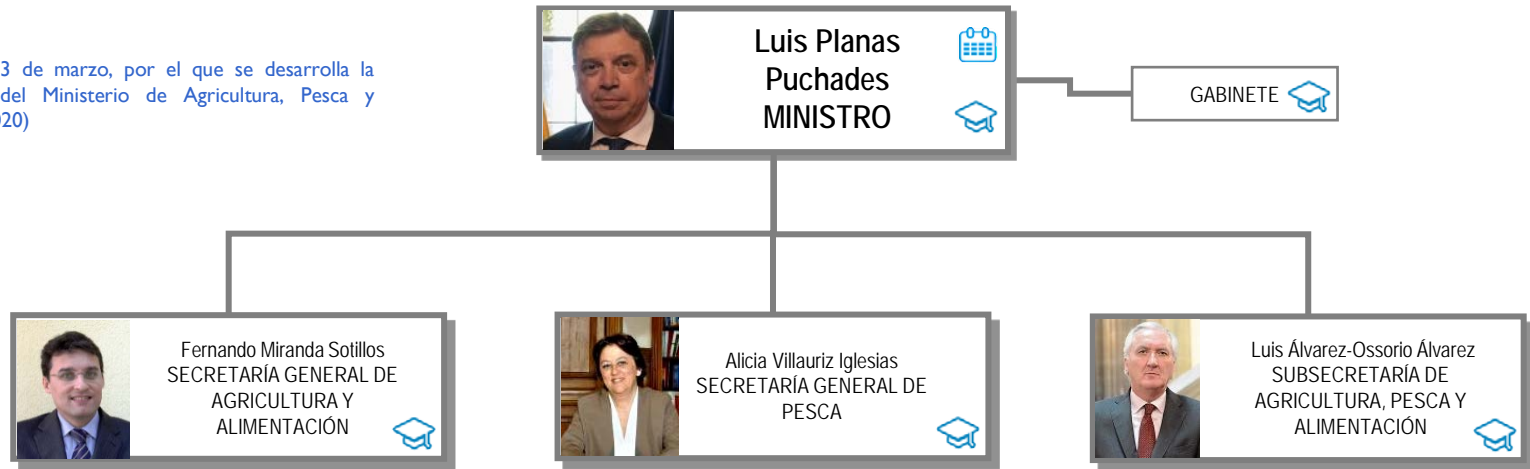 3 de marzo, por el que se desarrolla la
del Ministerio de Agricultura, Pesca y
20)
Luis Planas
Puchades
MINISTRO
GABINETE
Fernando Miranda Sotillos
SECRETARÍA GENERAL DE
AGRICULTURA Y
ALIMENTACIÓN
Alicia Villauriz Iglesias
SECRETARÍA GENERAL DE
PESCA
Luis Álvarez-Ossorio Álvarez
SUBSECRETARÍA DE
AGRICULTURA, PESCA Y
ALIMENTACIÓN